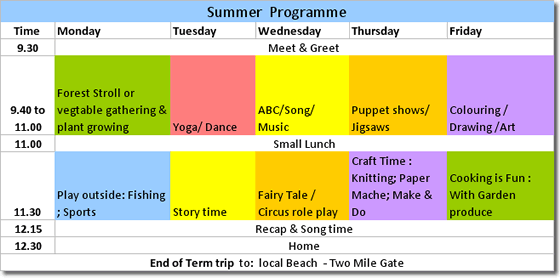 Summer Programme
Time Monday Tuesday Wednesday Thursday Friday
9.30 Meet & Greet
9.40 to 11.00
Forest Stroll or
vegtable gathering &
plant growing
Yoga/ Dance
ABC/Song/
Music
Puppet shows/
Jigsaws
Colouring /
Drawing /Art
11.00 Small Lunch
11.30
Play outside: Fishing
; Sports
Story time
Fairy Tale /
Circus role play
Craft Time :
Knitting; Paper
Mache; Make &
Do
Cooking is Fun :
With Garden
produce
12.15 Recap & Song time
12.30 Home
End of Term trip to: local Beach - Two Mile Gate